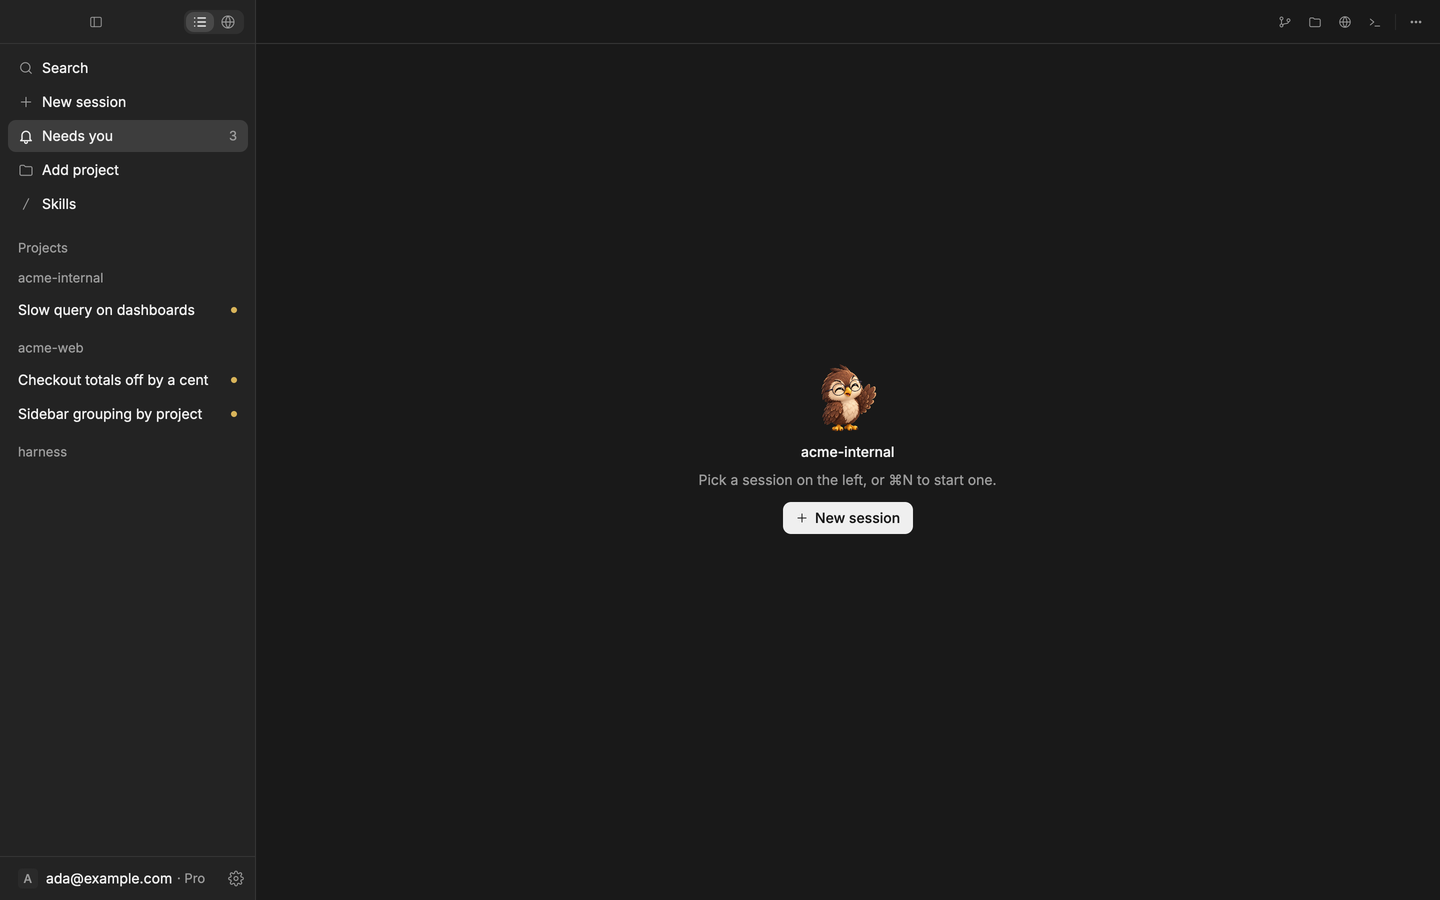 Search
New session
Needs you 3
Add project
Skills
Projects
acme-internal
Slow query on dashboards
acme-web
Checkout totals off by a cent
Sidebar grouping by project
harness
A ada@example.com · Pro
acme-internal
Pick a session on the left, or ⌘N to start one.
New session